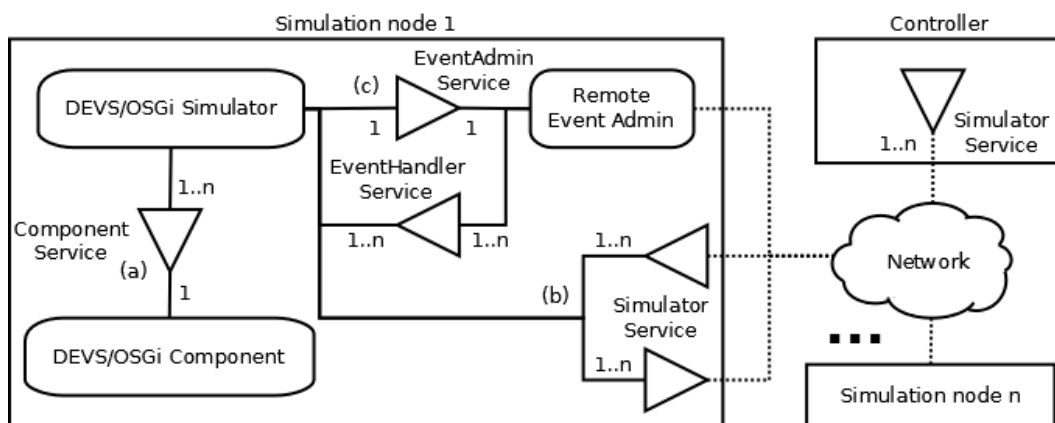 Simulation node 1
Controller
EventAdmin
Service
(c)
DEVS/OSGi Simulator
Remote
Event Admin
1
1
Simulator
Service
1..n
EventHandler
Service
1..n
1..n
1..n
Component
Service
(a)
1
1..n
Network
(b)
Simulator
Service
DEVS/OSGi Component
1..n
...
Simulation node n